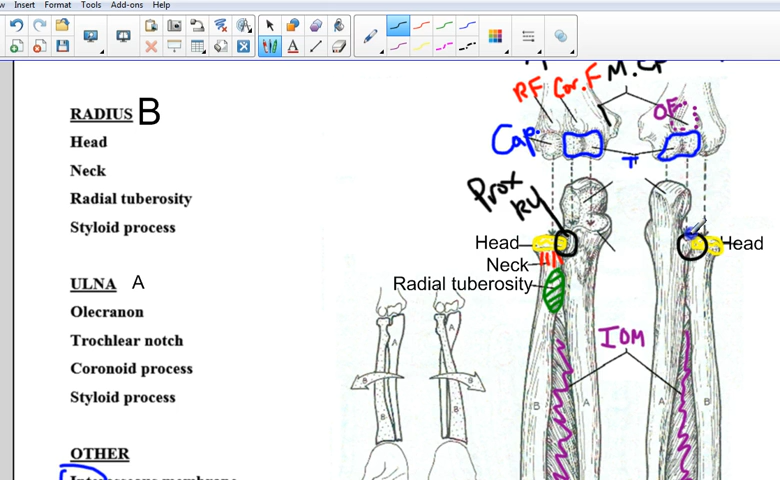 w Insert Format Tools Add-ons Help
RADIUS B
Head
Neck
Radial tuberosity
Styloid process
ULNA A
Olecranon
Trochlear notch
Coronoid process
Styloid process
OTHER
RF Cor.F M.
OF
Cap.
T
Prox RU
Head
Head
Neck
Radial tuberosity
IOM
A
A
B
B
B
B
B
A
A
B